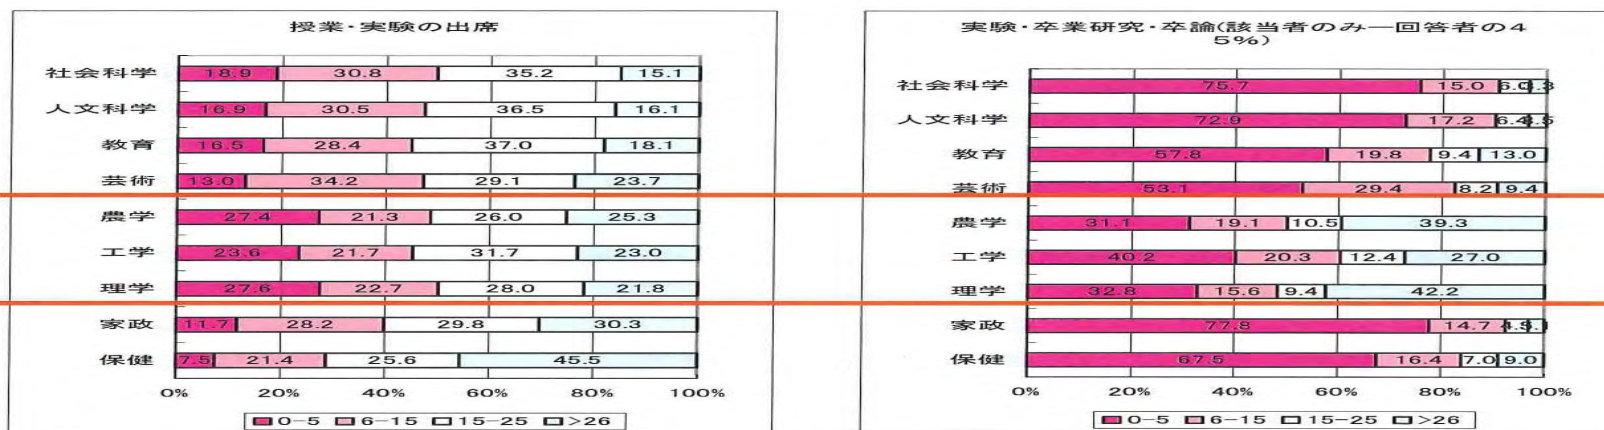 授業・実験の出席
社会科学 18.9 30.8 35.2 15.1
人文科学 16.9 30.5 36.5 16.1
教育 16.5 28.4 37.0 18.1
芸術 13.0 34.2 29.1 23.7
農学 27.4 21.3 26.0 25.3
工学 23.6 21.7 31.7 23.0
理学 27.6 22.7 28.0 21.8
家政 11.7 28.2 29.8 30.3
保健 7.5 21.4 25.6 45.5
0% 20% 40% 60% 80% 100%
0-5 6-15 15-25 >26
実験・卒業研究・卒論(該当者のみ―回答者の4
5%)
社会科学 75.7 15.0 6.0 3.3
人文科学 72.9 17.2 6.4 3.5
教育 57.8 19.8 9.4 13.0
芸術 53.1 29.4 8.2 9.4
農学 31.1 19.1 10.5 39.3
工学 40.2 20.3 12.4 27.0
理学 32.8 15.6 9.4 42.2
家政 77.8 14.7
保健 67.5 16.4 7.0 9.0
0% 20% 40% 60% 80% 100%
0-5 6-15 15-25 >26